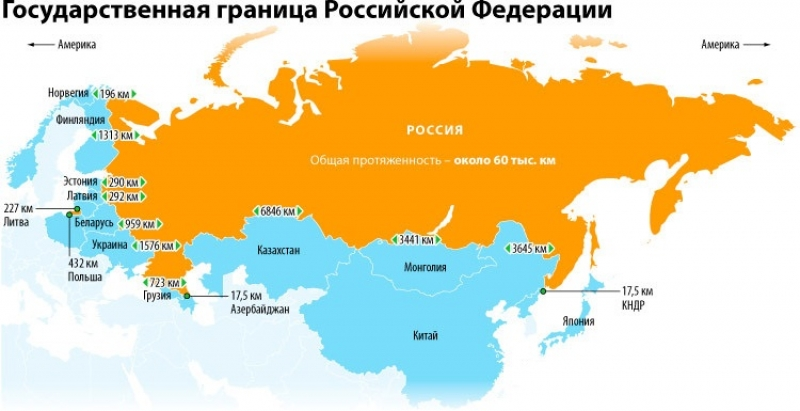 Государственная граница Российской Федерации
Америка
Америка
Норвегия
196 км
Финляндия
1313 км
РОССИЯ
Общая протяженность – около 60 тыс. км
Эстония
290 км
Латвия
292 км
227 км
Литва
Беларусь
959 км
6846 км
Украина
1576 км
3441 км
3645 км
Казахстан
Монголия
432 км
Польша
723 км
Грузия
17,5 км
Азербайджан
17,5 км
КНДР
Япония
Китай